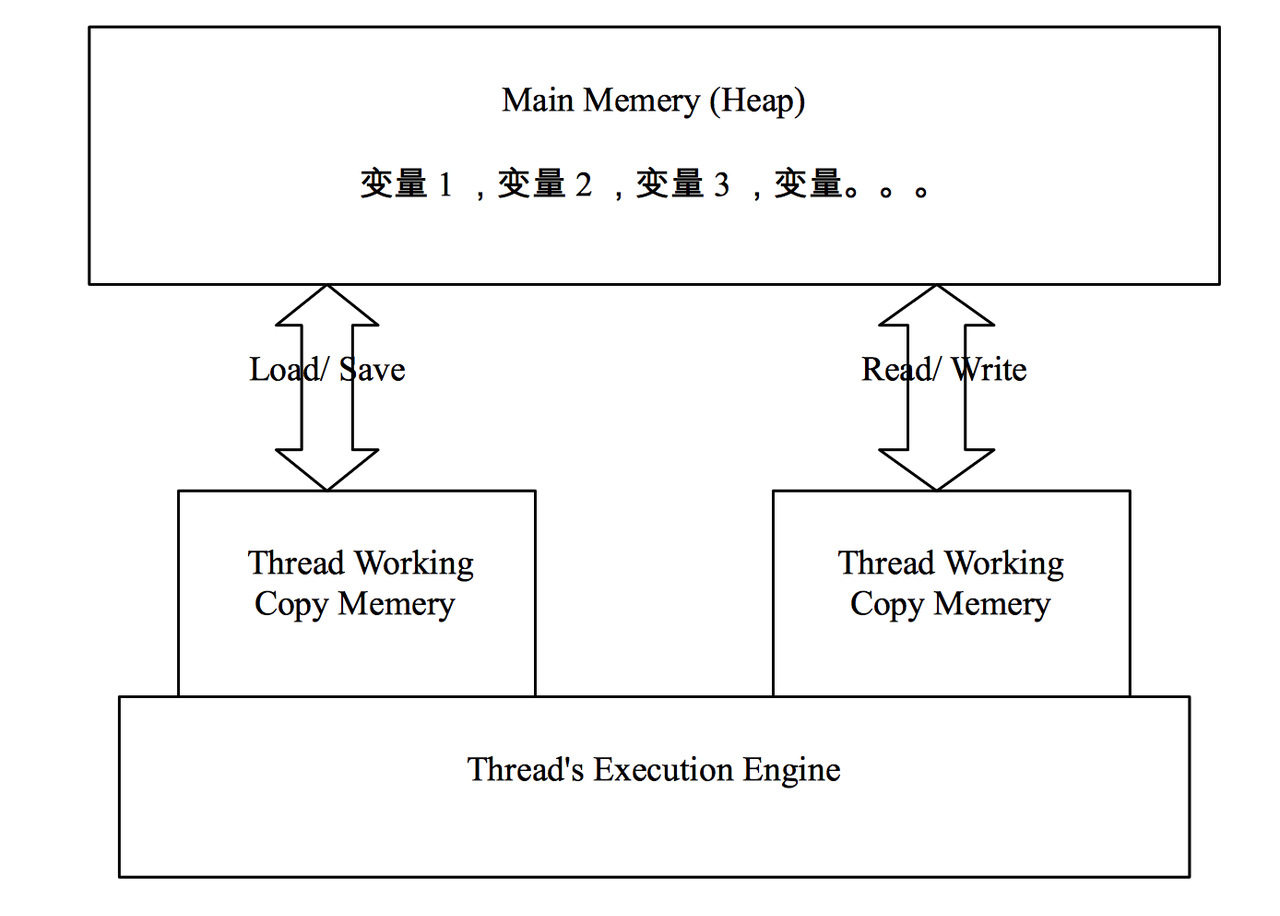 Main Memery (Heap)
变量 1 ，变量 2 ，变量 3 ，变量。。。
Load/ Save
Read/ Write
Thread Working
Copy Memery
Thread Working
Copy Memery
Thread's Execution Engine